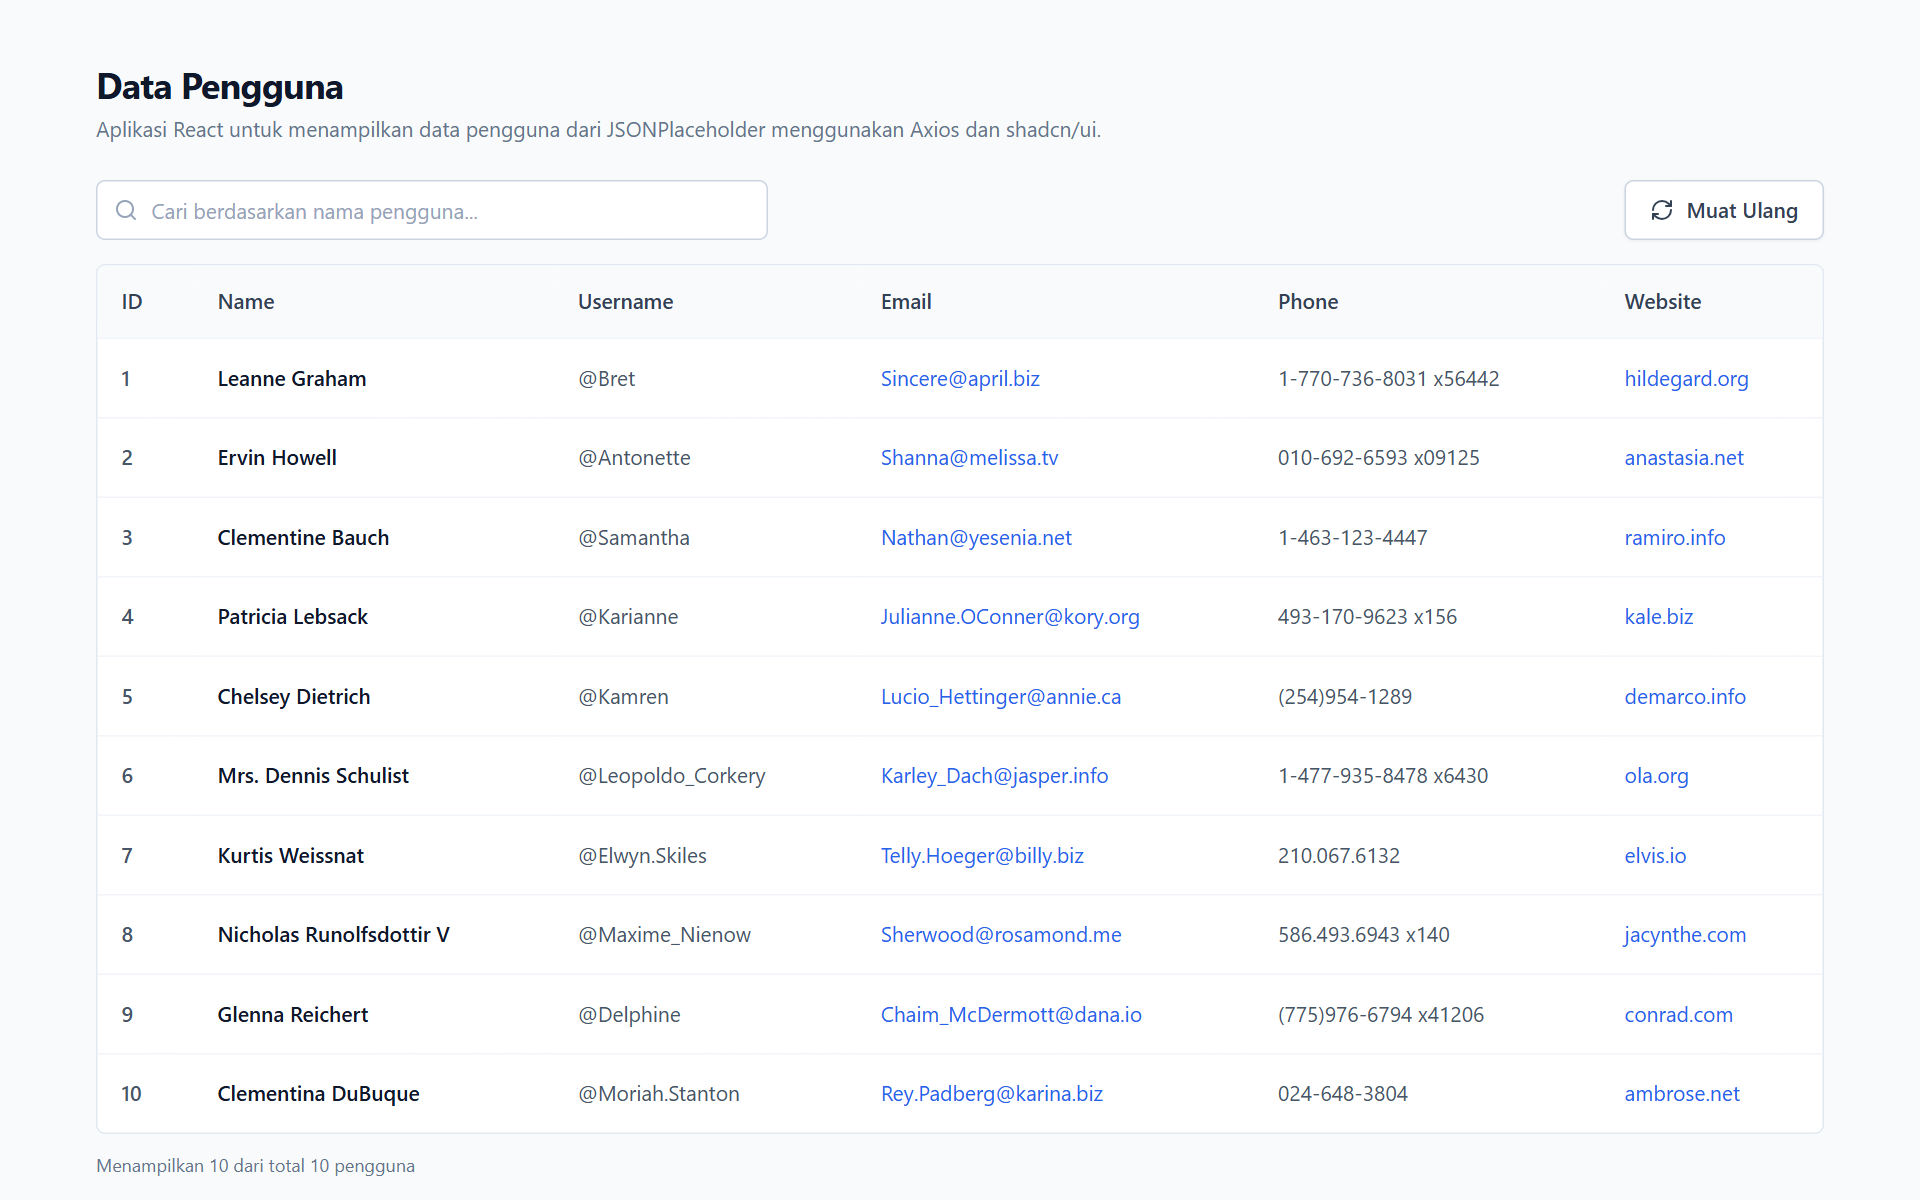 Data Pengguna
Aplikasi React untuk menampilkan data pengguna dari JSONPlaceholder menggunakan Axios dan shadcn/ui.
Cari berdasarkan nama pengguna... Muat Ulang
ID Name Username Email Phone Website
1 Leanne Graham @Bret Sincere@april.biz 1-770-736-8031 x56442 hildegard.org
2 Ervin Howell @Antonette Shanna@melissa.tv 010-692-6593 x09125 anastasia.net
3 Clementine Bauch @Samantha Nathan@yesenia.net 1-463-123-4447 ramiro.info
4 Patricia Lebsack @Karianne Julianne.OConner@kory.org 493-170-9623 x156 kale.biz
5 Chelsey Dietrich @Kamren Lucio_Hettinger@annie.ca (254)954-1289 demarco.info
6 Mrs. Dennis Schulist @Leopoldo_Corkery Karley_Dach@jasper.info 1-477-935-8478 x6430 ola.org
7 Kurtis Weissnat @Elwyn.Skiles Telly.Hoeger@billy.biz 210.067.6132 elvis.io
8 Nicholas Runolfsdottir V @Maxime_Nienow Sherwood@rosamond.me 586.493.6943 x140 jacynthe.com
9 Glenna Reichert @Delphine Chaim_McDermott@dana.io (775)976-6794 x41206 conrad.com
10 Clementina DuBuque @Moriah.Stanton Rey.Padberg@karina.biz 024-648-3804 ambrose.net
Menampilkan 10 dari total 10 pengguna